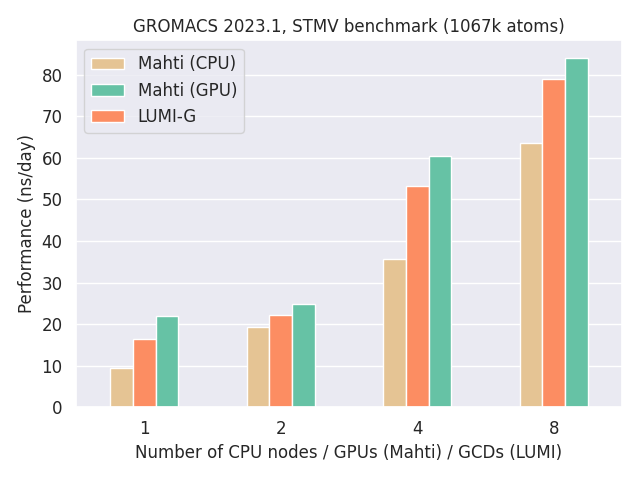 GROMACS 2023.1, STMV benchmark (1067k atoms)
Mahti (CPU)
Mahti (GPU)
LUMI-G
Performance (ns/day)
80
70
60
50
40
30
20
10
0
1 2 4 8
Number of CPU nodes / GPUs (Mahti) / GCDs (LUMI)